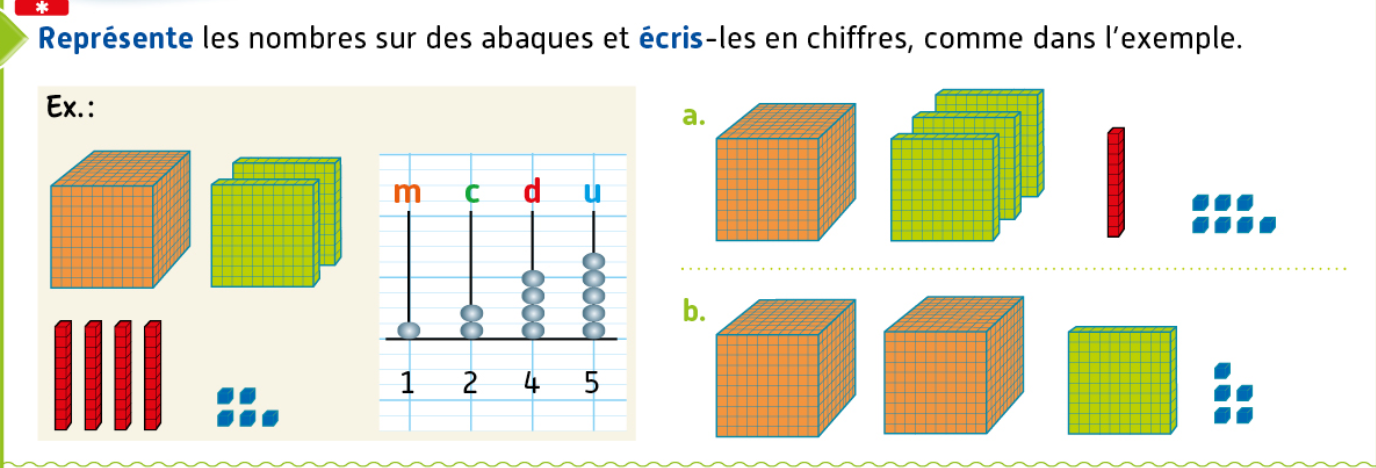 *
Représente les nombres sur des abaques et écris-les en chiffres, comme dans l'exemple.
Ex.:
m c d u
1 2 4 5
a.
b.